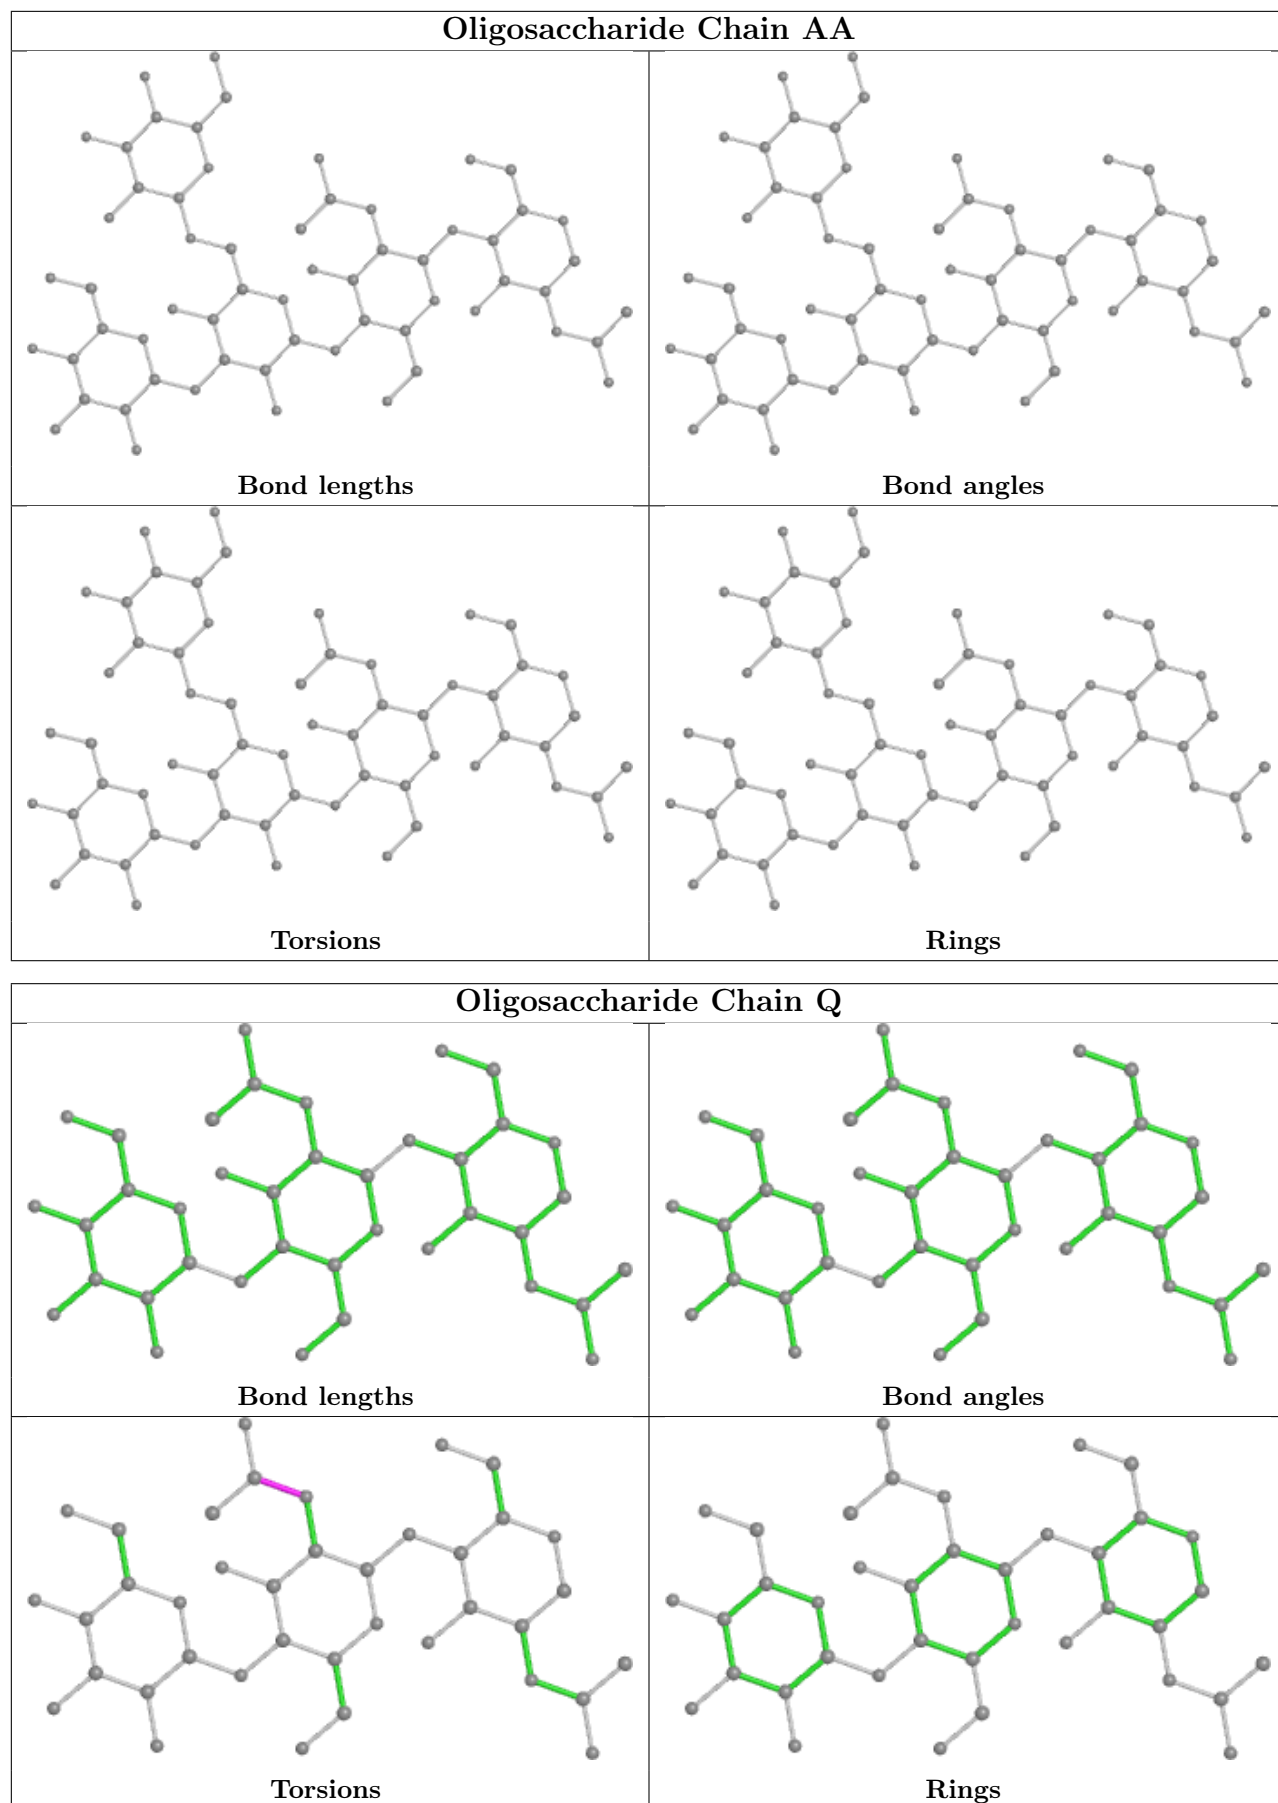 Oligosaccharide Chain AA
Bond lengths
Bond angles
Torsions
Rings
Oligosaccharide Chain Q
Bond lengths
Bond angles
Torsions
Rings